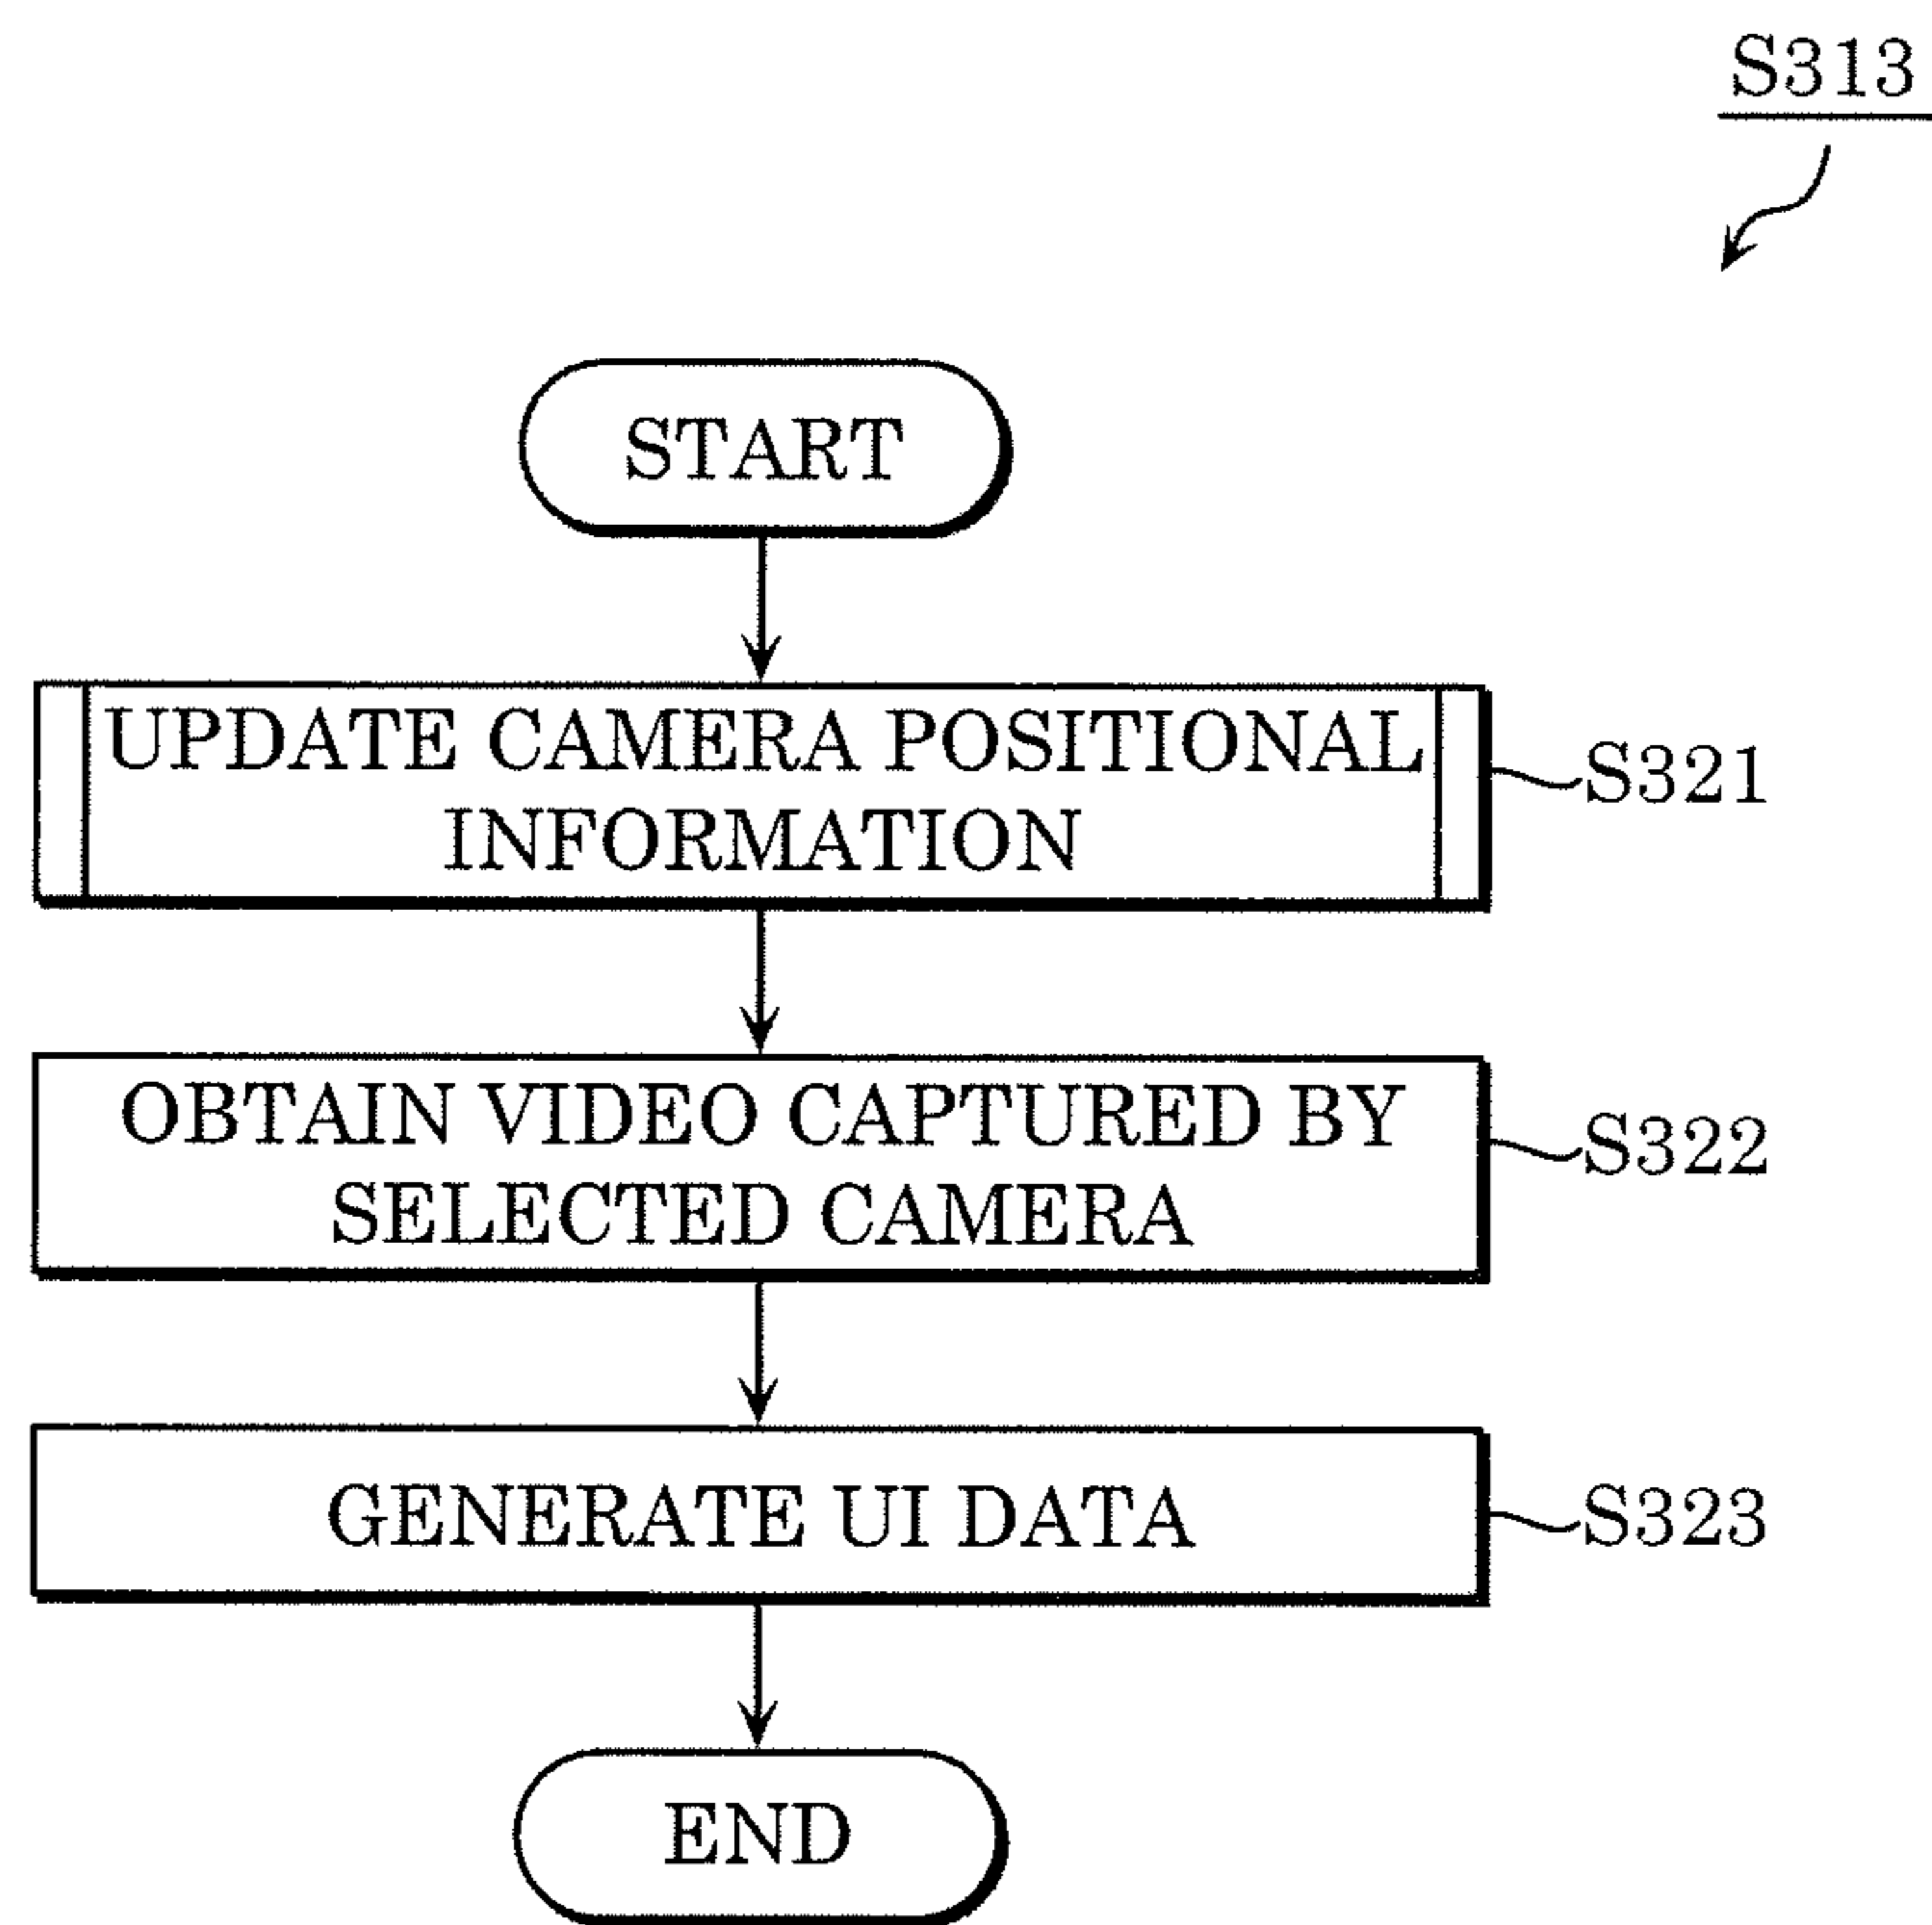 S313
START
UPDATE CAMERA POSITIONAL
INFORMATION
S321
OBTAIN VIDEO CAPTURED BY
SELECTED CAMERA
S322
GENERATE UI DATA
S323
END